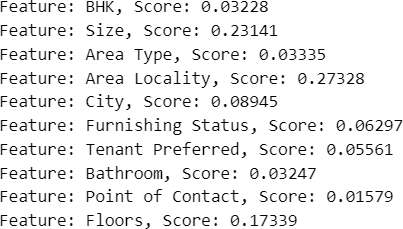 Feature: BHK, Score: 0.03228
Feature: Size, Score: 0.23141
Feature: Area Type, Score: 0.03335
Feature: Area Locality, Score: 0.27328
Feature: City, Score: 0.08945
Feature: Furnishing Status, Score: 0.06297
Feature: Tenant Preferred, Score: 0.05561
Feature: Bathroom, Score: 0.03247
Feature: Point of Contact, Score: 0.01579
Feature: Floors, Score: 0.17339